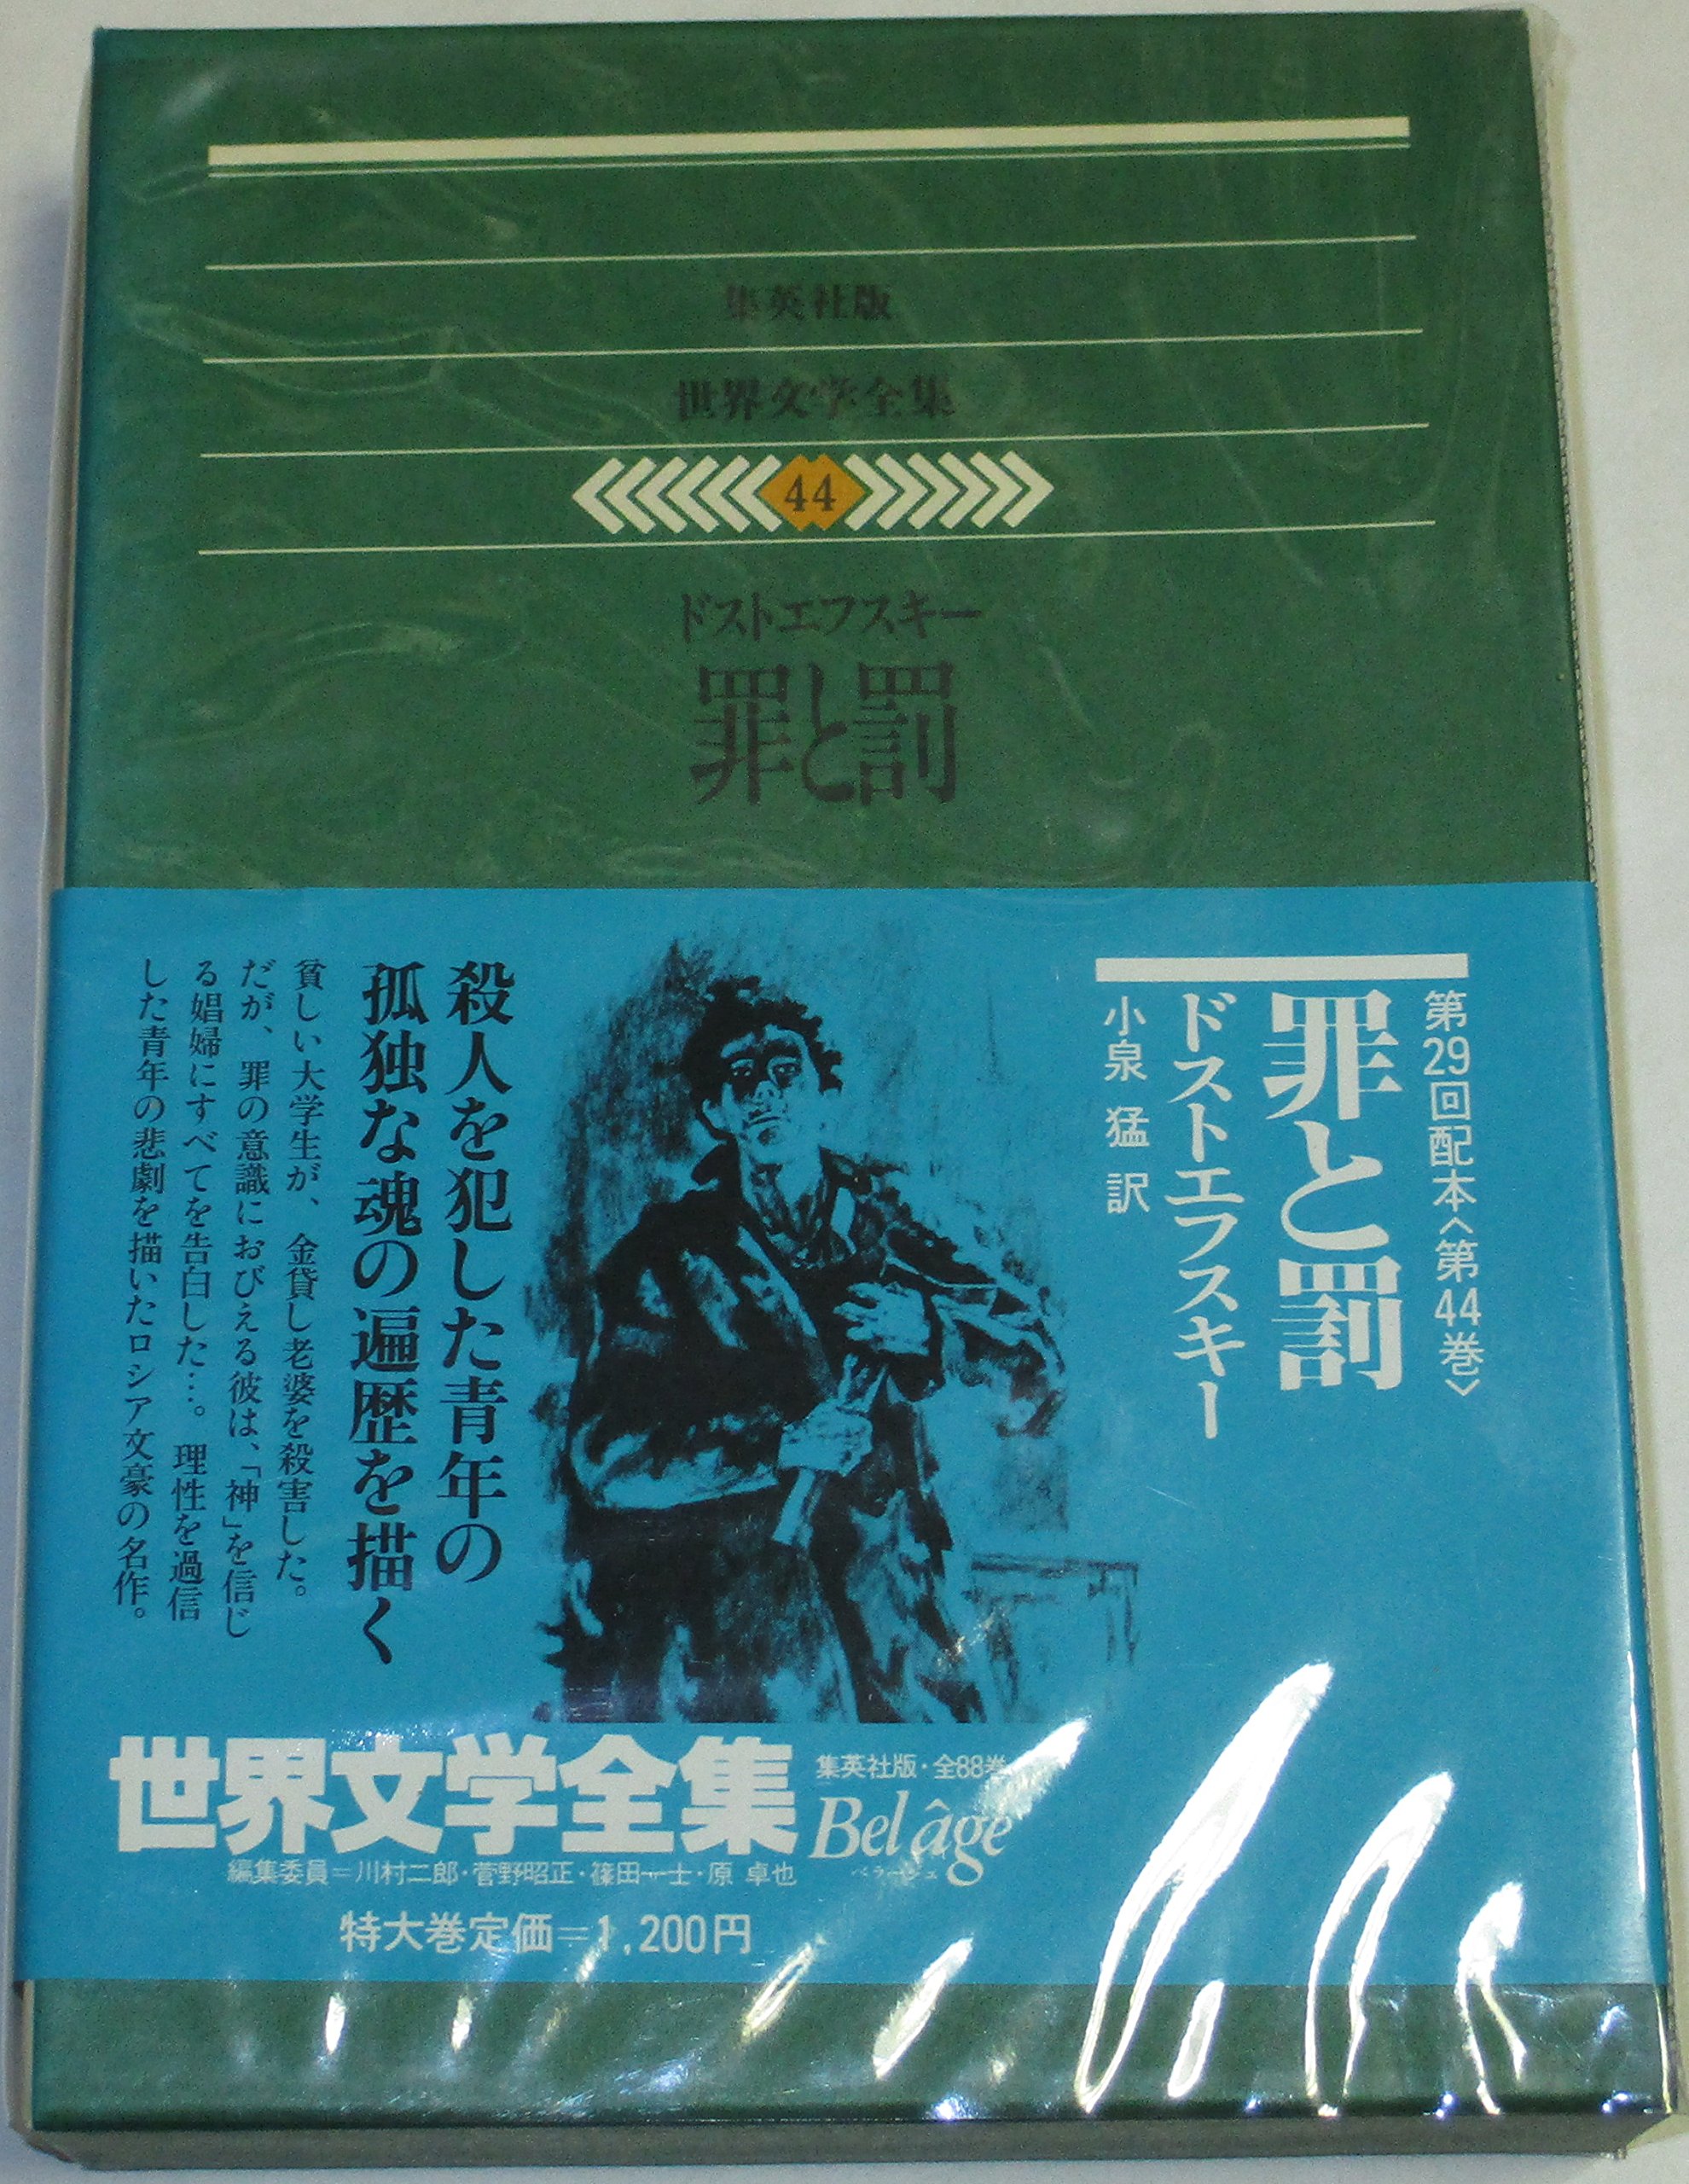 集英社版
世界文学全集
44
ドストエフスキー
罪と罰
第29回配本〈第44巻〉
罪と罰
ドストエフスキー
小泉 猛 訳
殺人を犯した青年の
孤独な魂の遍歴を描く
貧しい大学生が、金貸し老婆を殺害した。
だが、罪の意識におびえる彼は、「神」を信じ
る娼婦にすべてを告白した…。理性を過信
した青年の悲劇を描いたロシア文豪の名作。
世界文学全集
集英社版・全88巻
Bel âge
ベラージュ
編集委員=川村二郎・菅野昭正・篠田一士・原 卓也
特大巻定価=1,200円